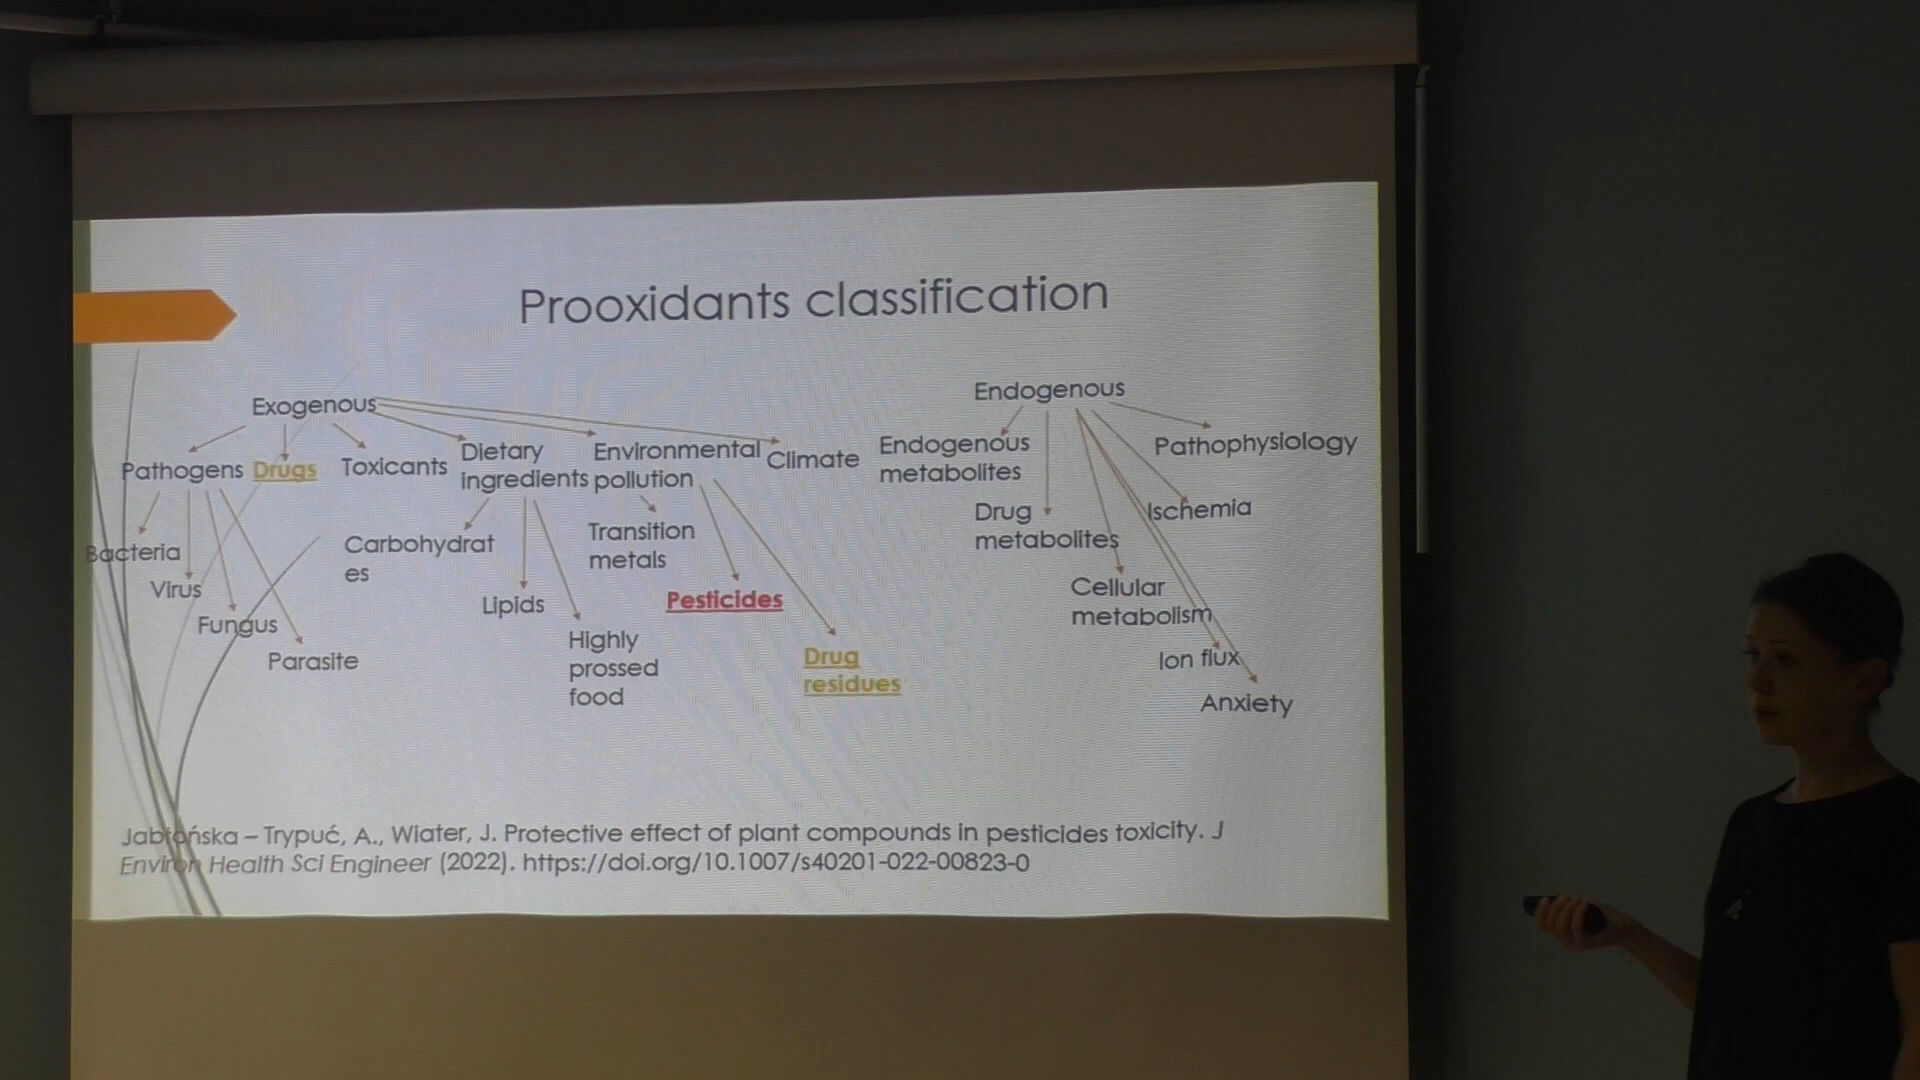 Prooxidants classification
Exogenous
Pathogens
Drugs
Toxicants
Dietary
ingredients
Environmental
pollution
Climate
Bacteria
Virus
Fungus
Parasite
Carbohydrat
es
Lipids
Highly
prossed
food
Transition
metals
Pesticides
Drug
residues
Endogenous
Endogenous
metabolites
Drug
metabolites
Cellular
metabolism
Ion flux
Anxiety
Ischemia
Pathophysiology
Jabłońska – Trypuć, A., Wiater, J. Protective effect of plant compounds in pesticides toxicity. J
Environ Health Sci Engineer (2022). https://doi.org/10.1007/s40201-022-00823-0